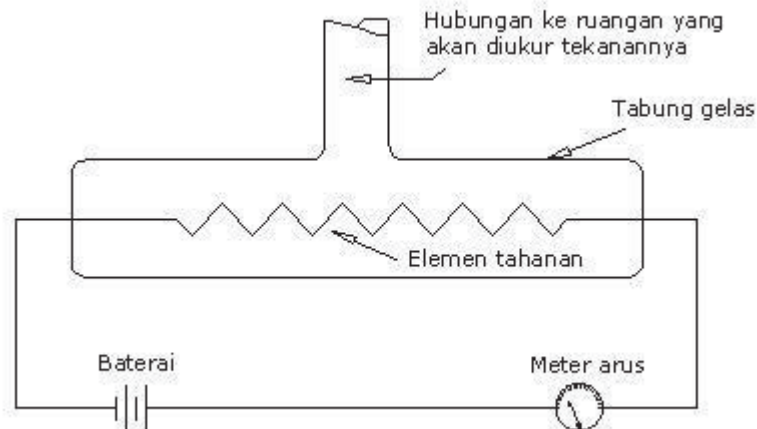 Hubungan ke ruangan yang
akan diukur tekanannya
Tabung gelas
Elemen tahanan
Baterai
Meter arus